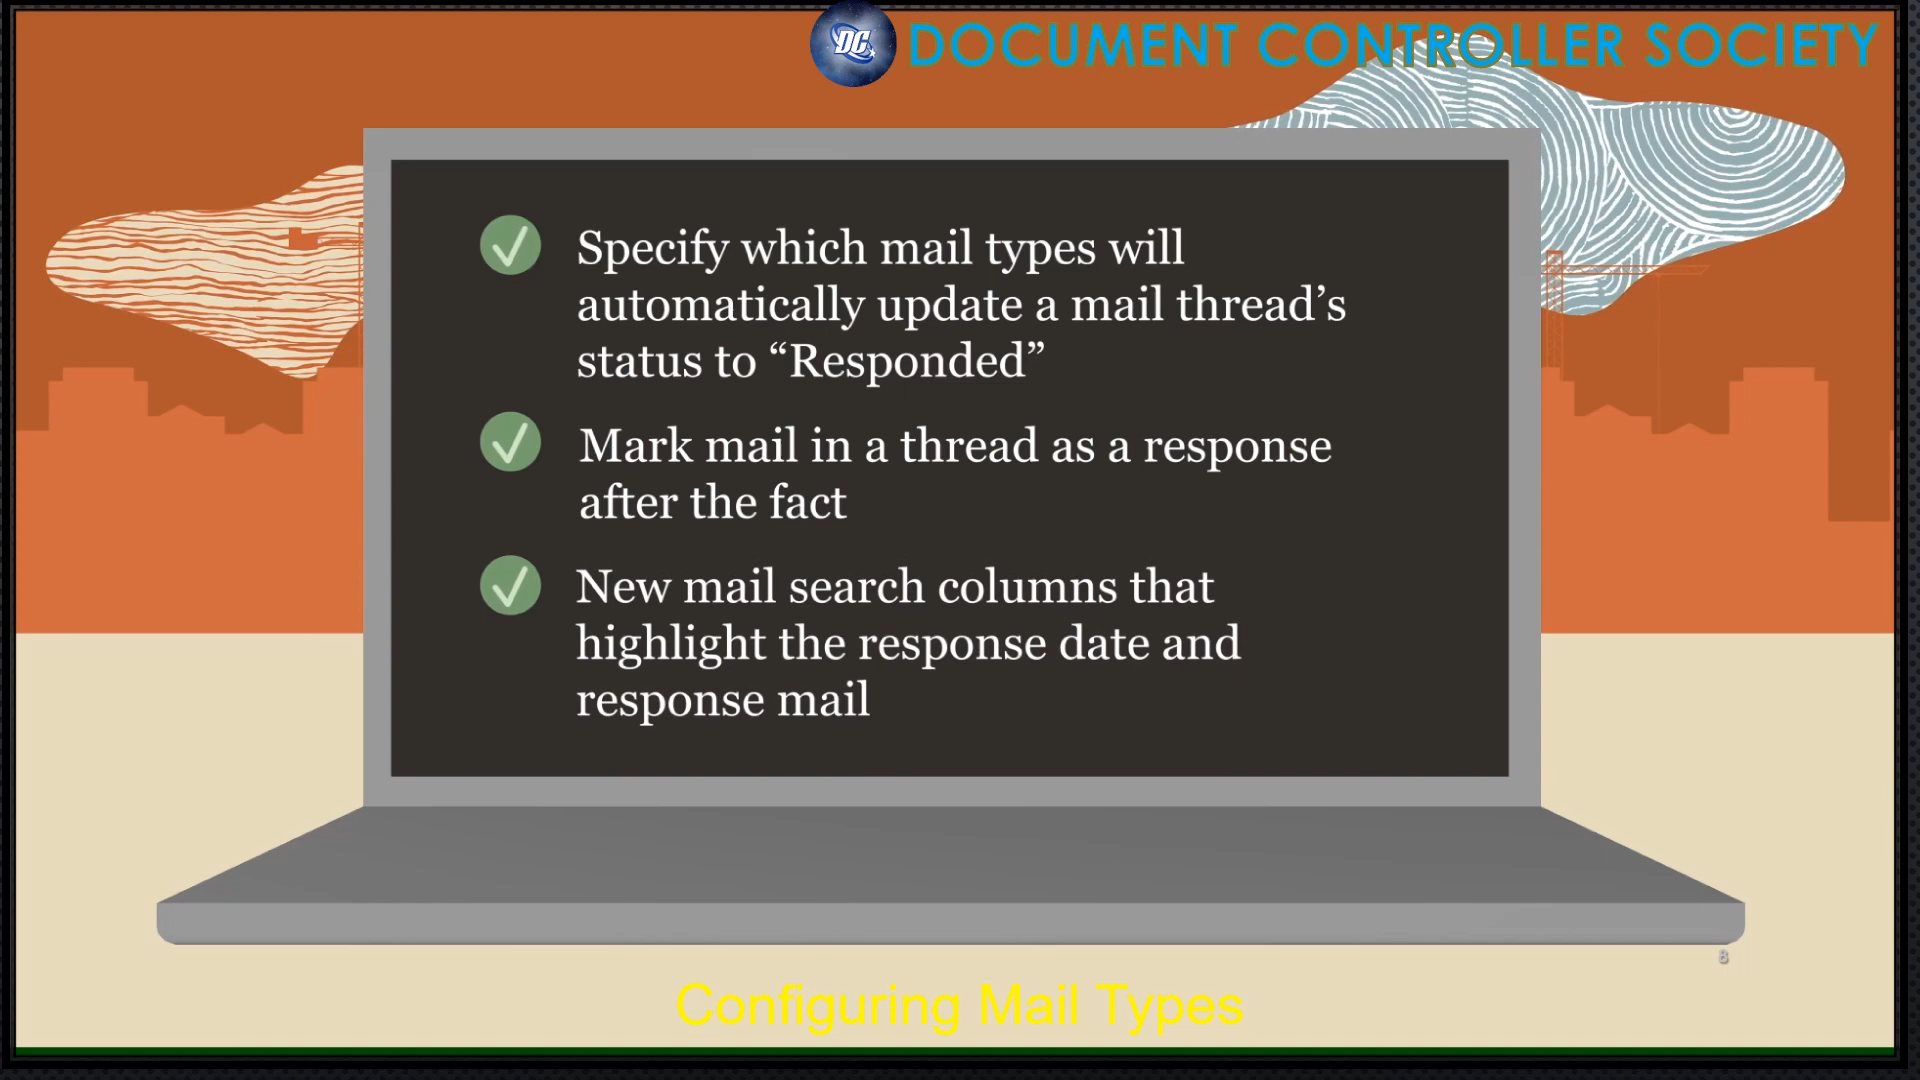 DC DOCUMENT CONTROLLER SOCIETY
Specify which mail types will
automatically update a mail thread’s
status to “Responded”
Mark mail in a thread as a response
after the fact
New mail search columns that
highlight the response date and
response mail
8
Configuring Mail Types